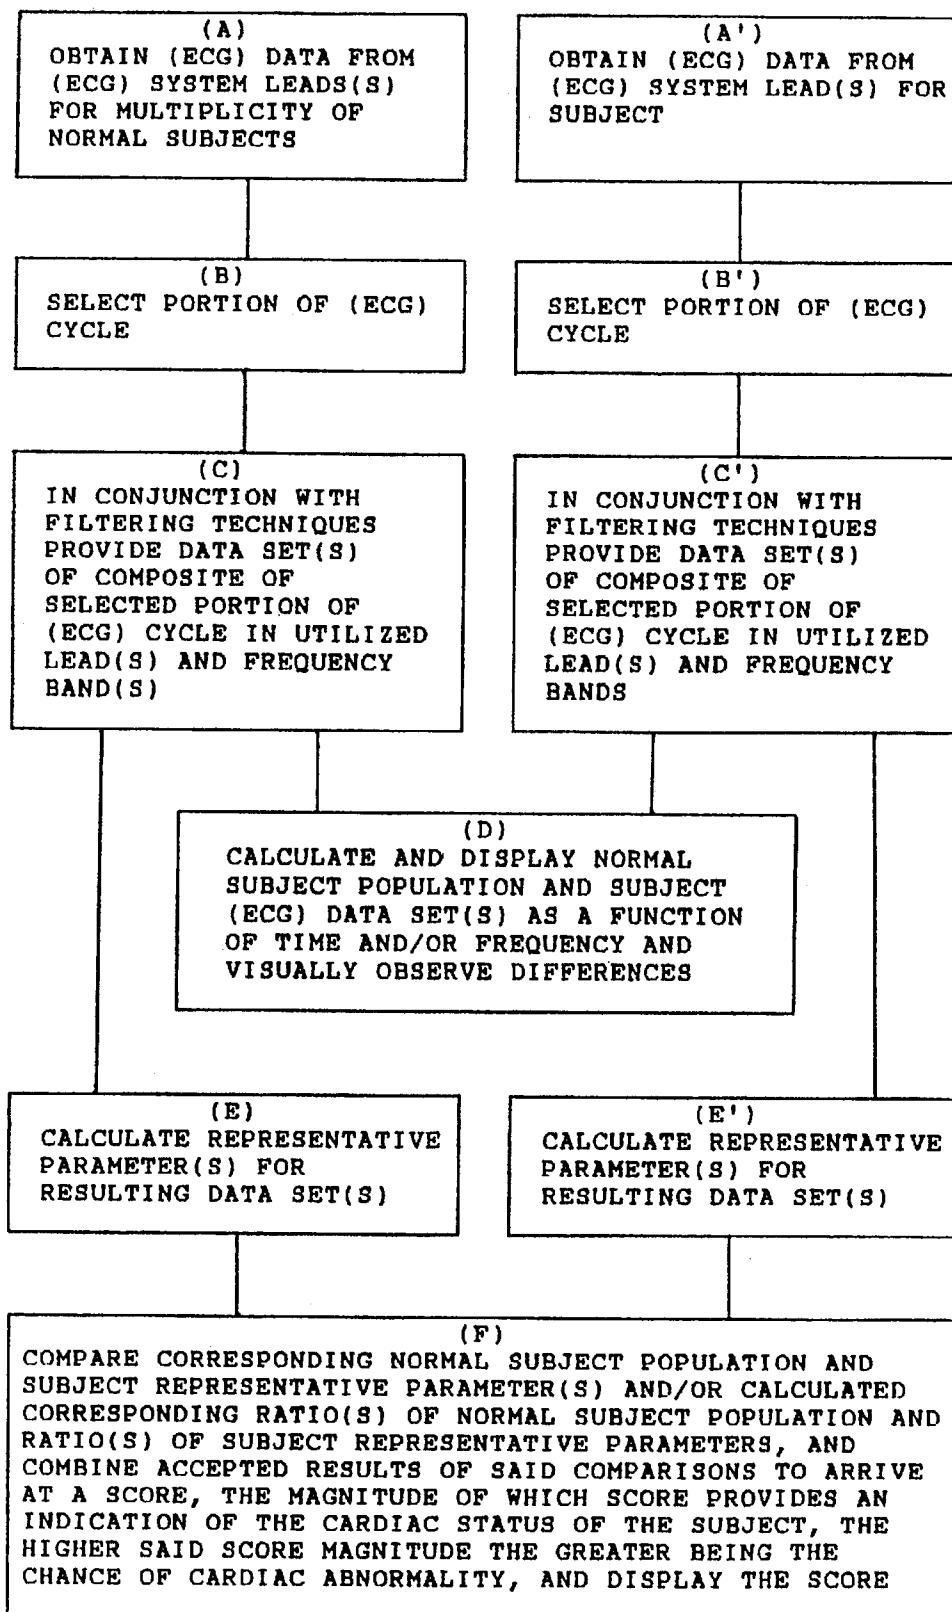 (A)
OBTAIN (ECG) DATA FROM
(ECG) SYSTEM LEADS(S)
FOR MULTIPLICITY OF
NORMAL SUBJECTS
(A')
OBTAIN (ECG) DATA FROM
(ECG) SYSTEM LEAD(S) FOR
SUBJECT
(B)
SELECT PORTION OF (ECG)
CYCLE
(B')
SELECT PORTION OF (ECG)
CYCLE
(C)
IN CONJUNCTION WITH
FILTERING TECHNIQUES
PROVIDE DATA SET(S)
OF COMPOSITE OF
SELECTED PORTION OF
(ECG) CYCLE IN UTILIZED
LEAD(S) AND FREQUENCY
BAND(S)
(C')
IN CONJUNCTION WITH
FILTERING TECHNIQUES
PROVIDE DATA SET(S)
OF COMPOSITE OF
SELECTED PORTION OF
(ECG) CYCLE IN UTILIZED
LEAD(S) AND FREQUENCY
BANDS
(D)
CALCULATE AND DISPLAY NORMAL
SUBJECT POPULATION AND SUBJECT
(ECG) DATA SET(S) AS A FUNCTION
OF TIME AND/OR FREQUENCY AND
VISUALLY OBSERVE DIFFERENCES
(E)
CALCULATE REPRESENTATIVE
PARAMETER(S) FOR
RESULTING DATA SET(S)
(E')
CALCULATE REPRESENTATIVE
PARAMETER(S) FOR
RESULTING DATA SET(S)
(F)
COMPARE CORRESPONDING NORMAL SUBJECT POPULATION AND
SUBJECT REPRESENTATIVE PARAMETER(S) AND/OR CALCULATED
CORRESPONDING RATIO(S) OF NORMAL SUBJECT POPULATION AND
RATIO(S) OF SUBJECT REPRESENTATIVE PARAMETERS, AND
COMBINE ACCEPTED RESULTS OF SAID COMPARISONS TO ARRIVE
AT A SCORE, THE MAGNITUDE OF WHICH SCORE PROVIDES AN
INDICATION OF THE CARDIAC STATUS OF THE SUBJECT, THE
HIGHER SAID SCORE MAGNITUDE THE GREATER BEING THE
CHANCE OF CARDIAC ABNORMALITY, AND DISPLAY THE SCORE